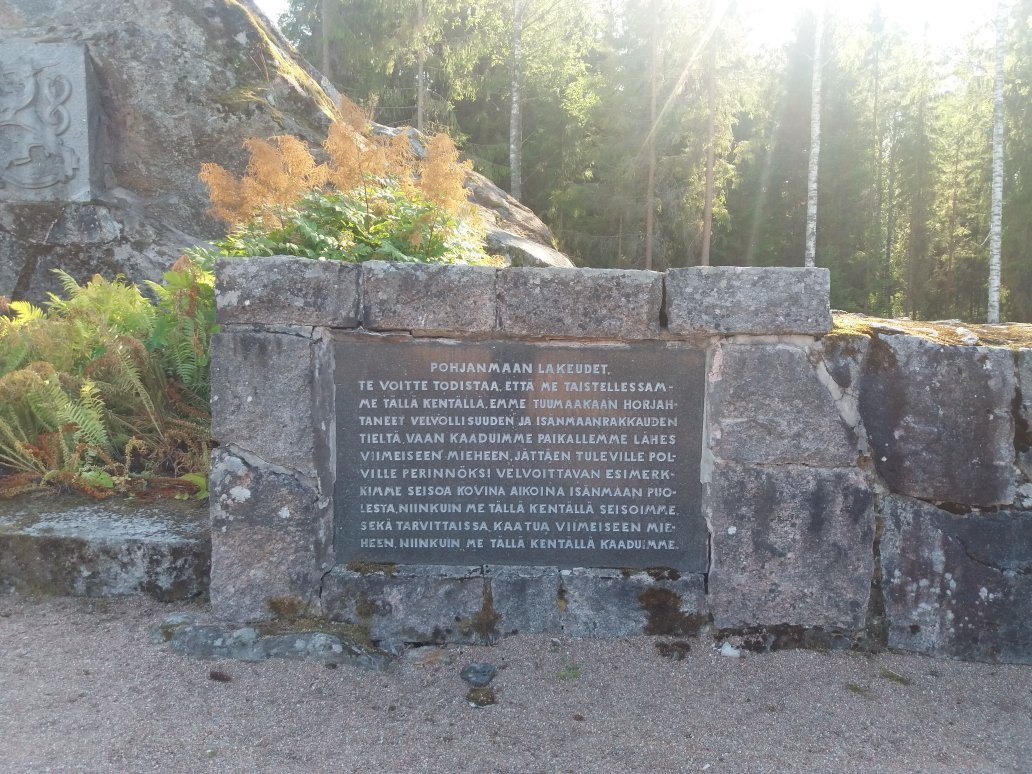 POHJANMAAN LAKEUDET.
TE VOITTE TODISTAA, ETTÄ ME TAISTELLESSAM-
ME TÄLLÄ KENTÄLLÄ, EMME TUUMAAKAAN HORJAH-
TANEET VELVOLLISUUDEN JA ISÄNMAANRAKKAUDEN
TIELTÄ, VAAN KAADUIMME PAIKALLEMME LÄHES
VIIMEISEEN MIEHEEN, JÄTTÄEN TULEVILLE POL-
VILLE PERINNÖKSI VELVOITTAVAN ESIMERK-
KIMME SEISOA KOVINA AIKOINA ISÄNMAAN PUO-
LESTA, NIINKUIN ME TÄLLÄ KENTÄLLÄ SEISOIMME,
SEKÄ TARVITTAISSA, KAATUA VIIMEISEEN MIE-
HEEN, NIINKUIN ME TÄLLÄ KENTÄLLÄ KAADUIMME.